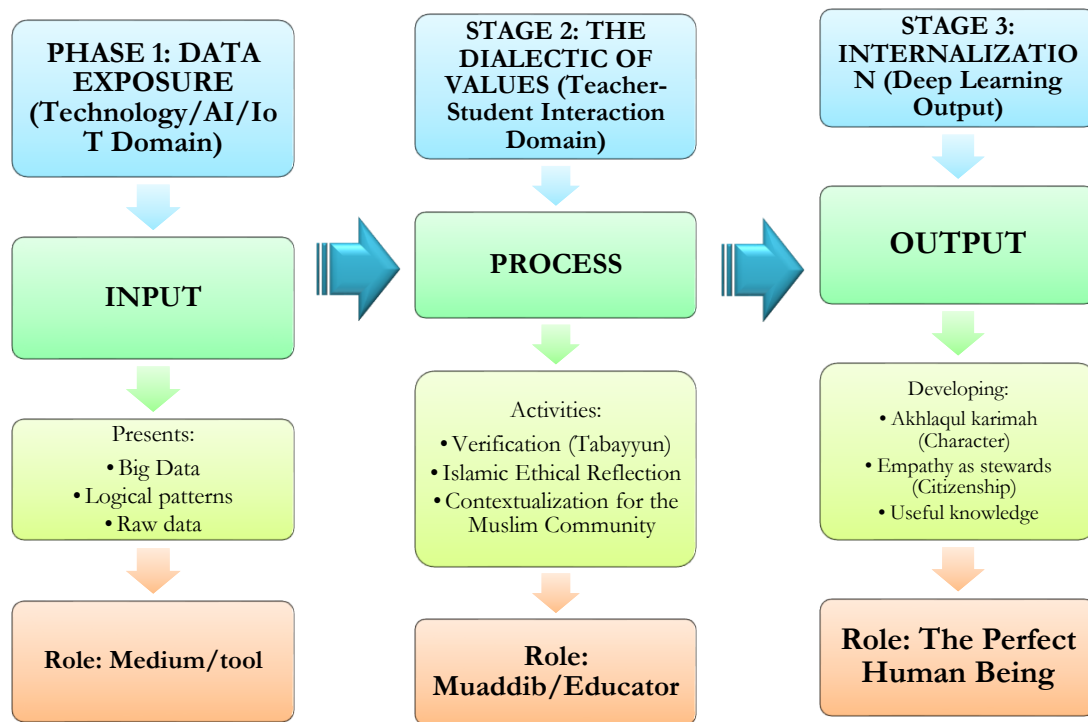 PHASE 1: DATA
EXPOSURE
(Technology/AI/Io
T Domain)
INPUT
Presents:
• Big Data
• Logical patterns
• Raw data
Role: Medium/tool
STAGE 2: THE
DIALECTIC OF
VALUES (Teacher-
Student Interaction
Domain)
PROCESS
Activities:
• Verification (Tabayyun)
• Islamic Ethical Reflection
• Contextualization for the
Muslim Community
Role:
Muaddib/Educator
STAGE 3:
INTERNALIZATIO
N (Deep Learning
Output)
OUTPUT
Developing:
• Akhlaqul karimah
(Character)
• Empathy as stewards
(Citizenship)
• Useful knowledge
Role: The Perfect
Human Being